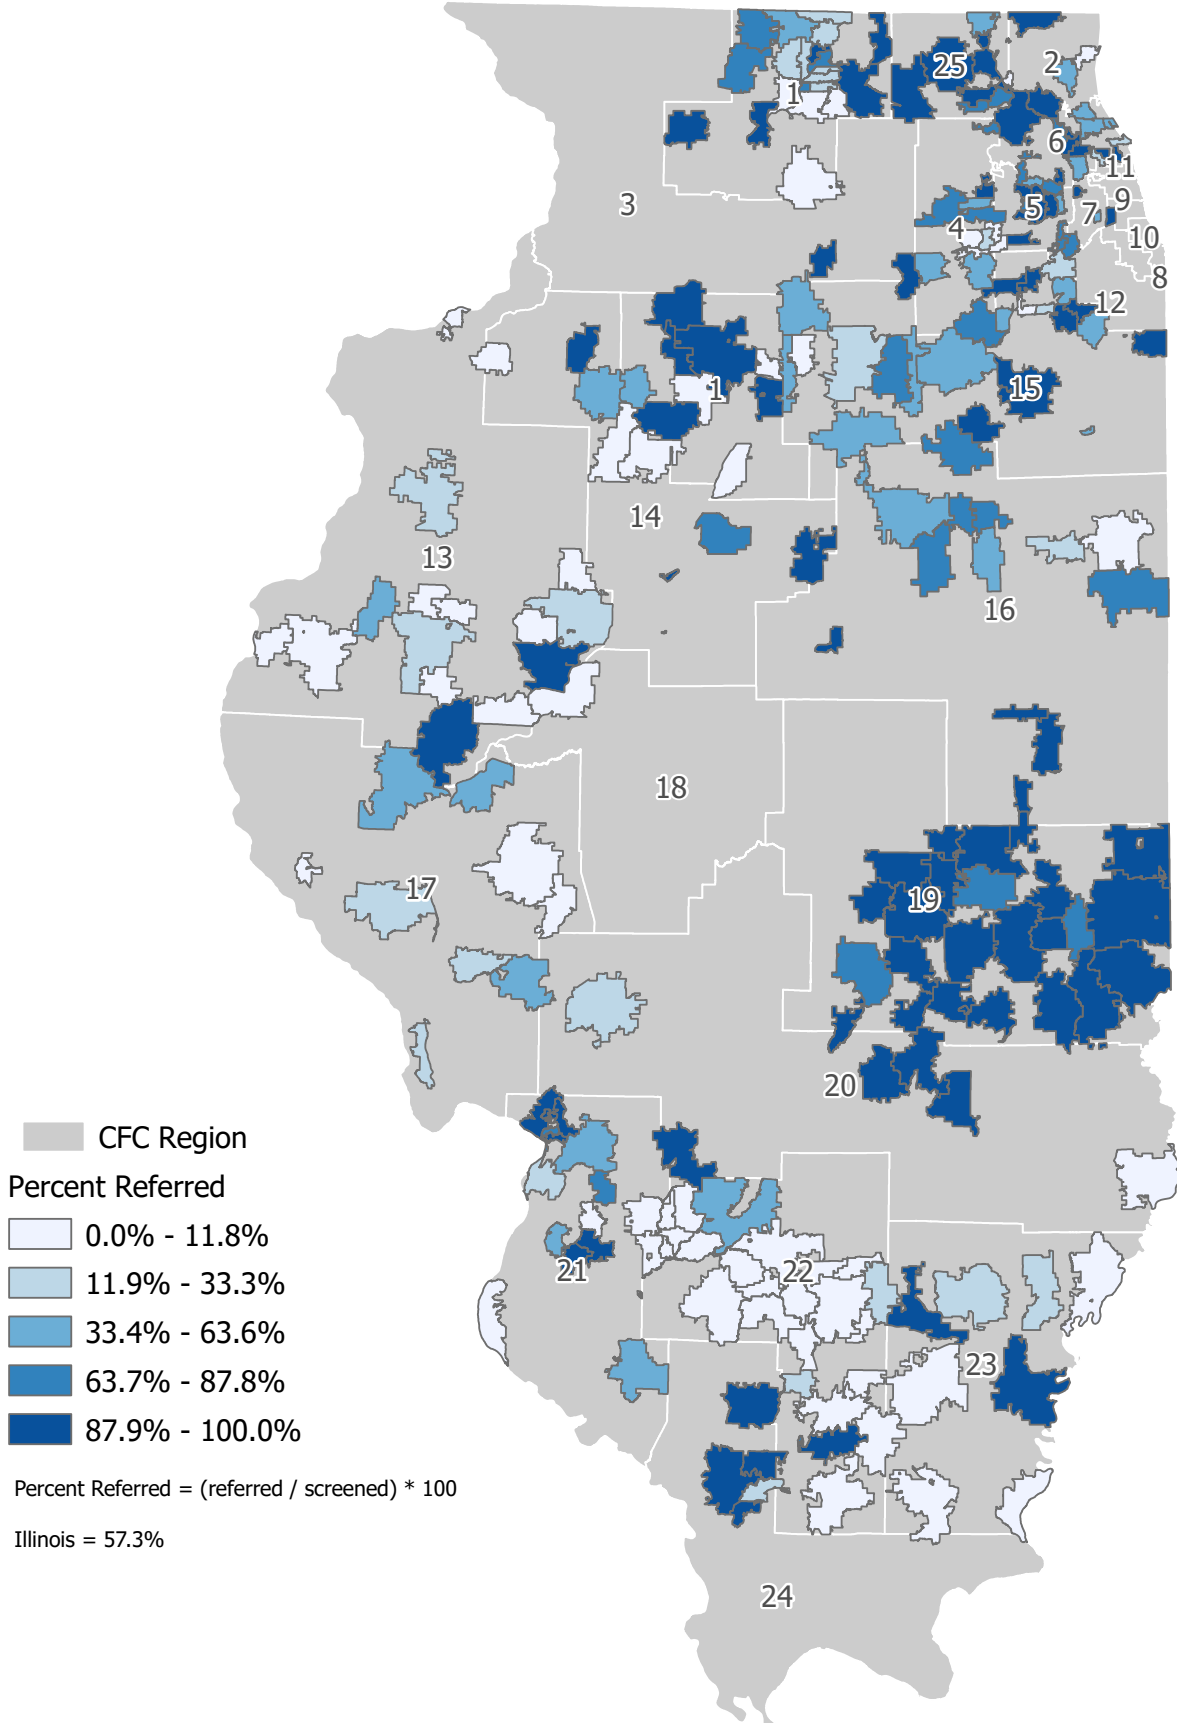 25
2
1
6
11
3
5
9
7
4
10
8
12
1
15
14
13
16
18
19
17
20
21
22
23
24
CFC Region
Percent Referred
0.0% - 11.8%
11.9% - 33.3%
33.4% - 63.6%
63.7% - 87.8%
87.9% - 100.0%
Percent Referred = (referred / screened) * 100
Illinois = 57.3%